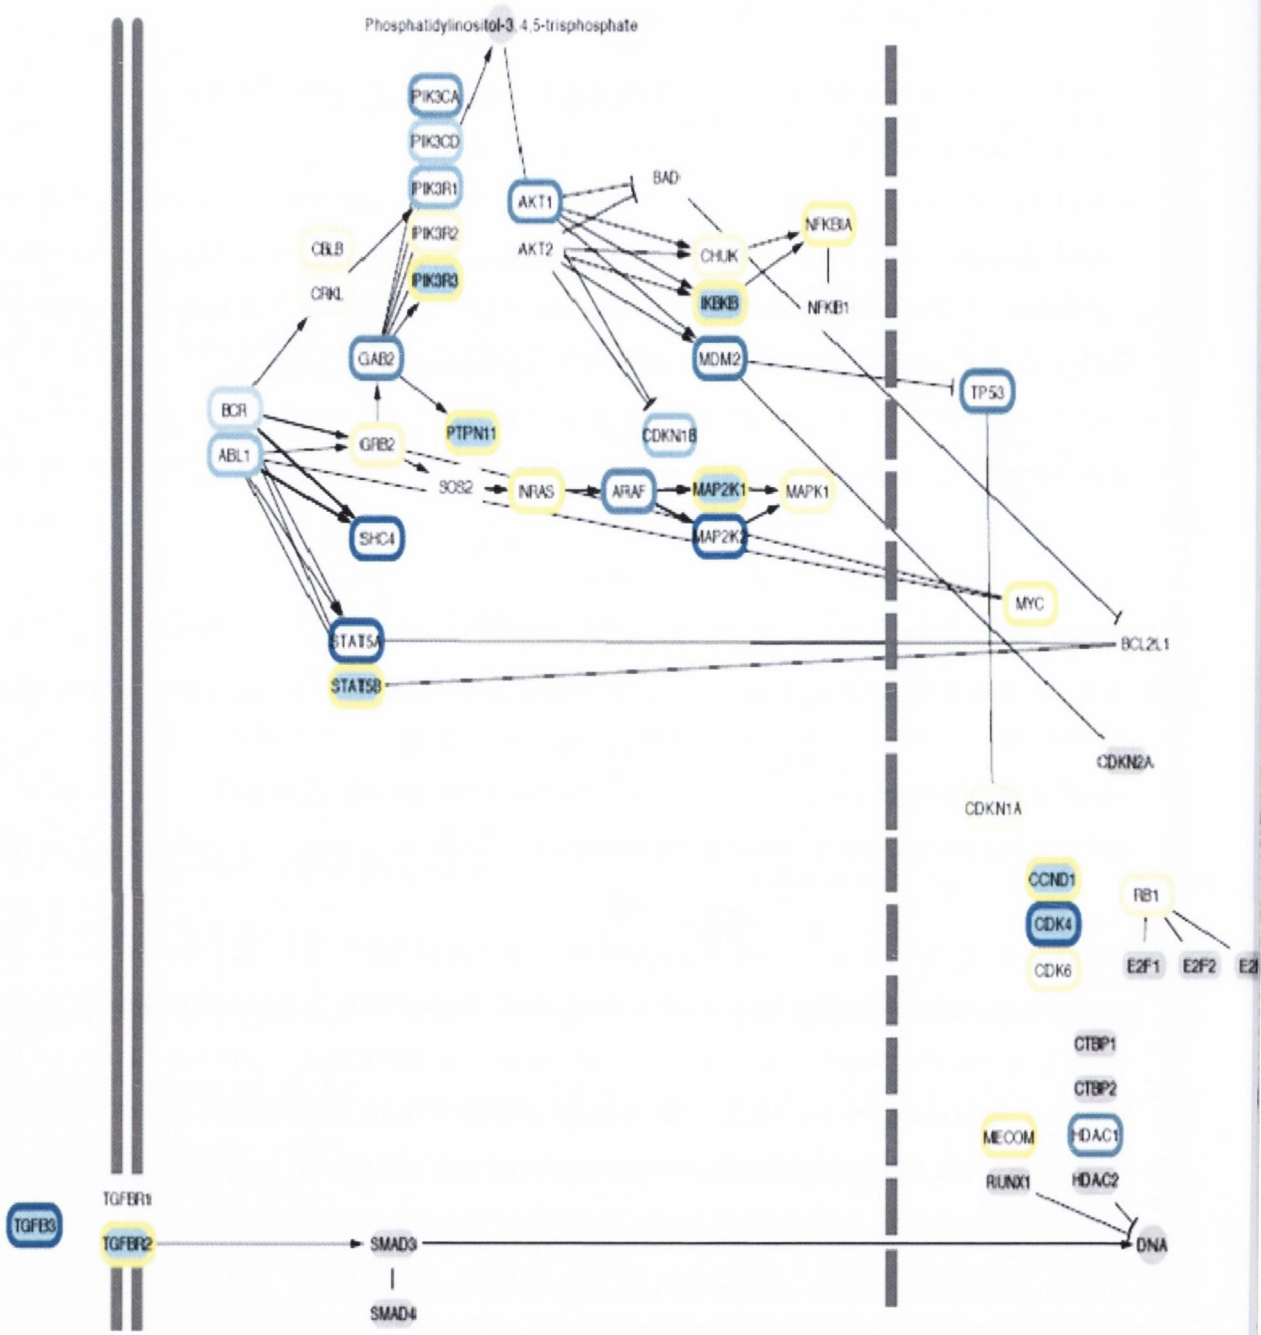 Phosphatidylinositol-3,4,5-trisphosphate
PIK3CA
PIK3CD
PIK3R1
PIK3R2
PIK3R3
CBLB
CRKL
AKT1
AKT2
BAD
CHUK
IKBKB
NFKBIA
NFKB1
MDM2
GAB2
TP53
BCR
ABL1
GRB2
PTPN11
CDKN1B
SOS2
NRAS
ARAF
MAP2K1
MAPK1
SHC4
MAP2K2
MYC
STAT5A
BCL2L1
STAT5B
CDKN2A
CDKN1A
CCND1
RB1
CDK4
CDK6
E2F1
E2F2
E2
CTBP1
CTBP2
MECOM
HDAC1
RUNX1
HDAC2
TGFBR1
TGFB3
TGFBR2
SMAD3
DNA
SMAD4